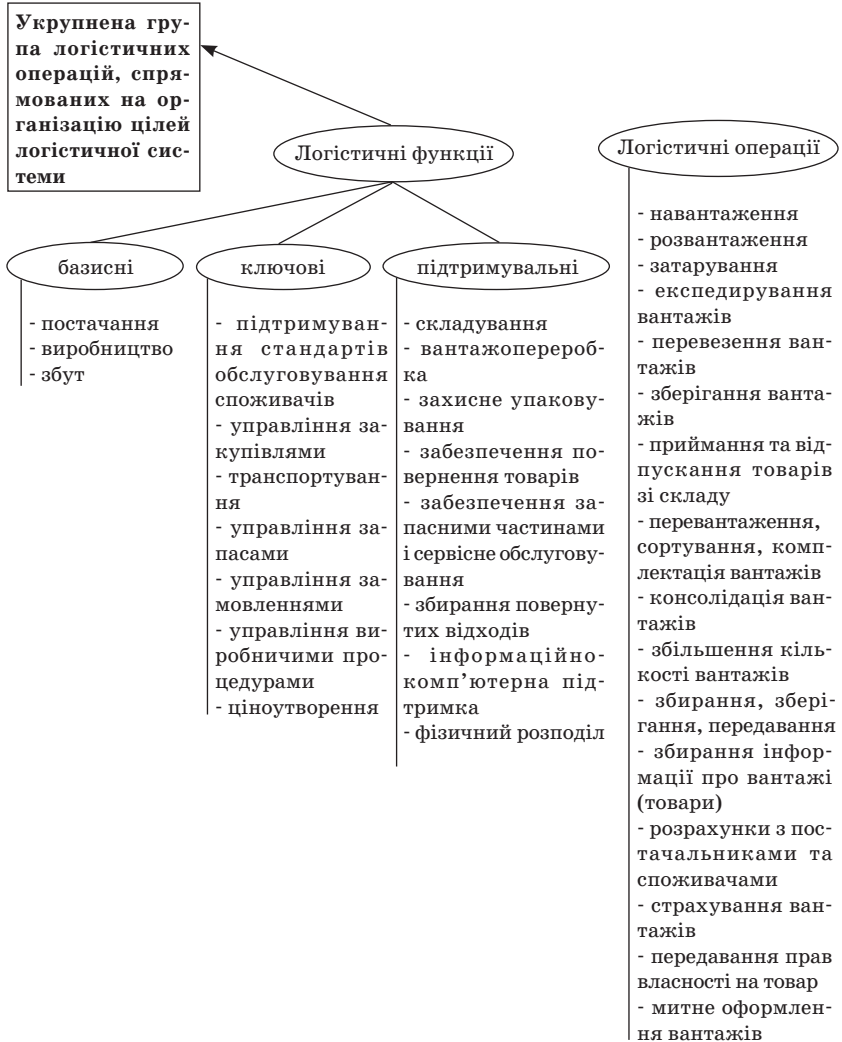 Укрупнена гру-
па логістичних
операцій, спря-
мованих на ор-
ганізацію цілей
логістичної сис-
теми
Логістичні функції
базисні
- постачання
- виробництво
- збут
ключові
- підтримуван-
ня стандартів
обслуговування
споживачів
- управління за-
купівлями
- транспортуван-
ня
- управління за-
пасами
- управління за-
мовленнями
- управління ви-
робничими про-
цедурами
- ціноутворення
підтримувальні
- складування
- вантажоперероб-
ка
- захисне упакову-
вання
- забезпечення по-
вернення товарів
- забезпечення за-
пасними частинами
і сервісне обслугову-
вання
- збирання поверну-
тих відходів
- інформаційно-
комп’ютерна під-
тримка
- фізичний розподіл
Логістичні операції
- навантаження
- розвантаження
- затарування
- експедирування
вантажів
- перевезення ван-
тажів
- зберігання ванта-
жів
- приймання та від-
пускання товарів
зі складу
- перевантаження,
сортування, комп-
лектація вантажів
- консолідація ван-
тажів
- збільшення кіль-
кості вантажів
- збирання, збері-
гання, передавання
- збирання інфор-
мації про вантажі
(товари)
- розрахунки з пос-
тачальниками та
споживачами
- страхування ван-
тажів
- передавання прав
власності на товар
- митне оформлен-
ня вантажів